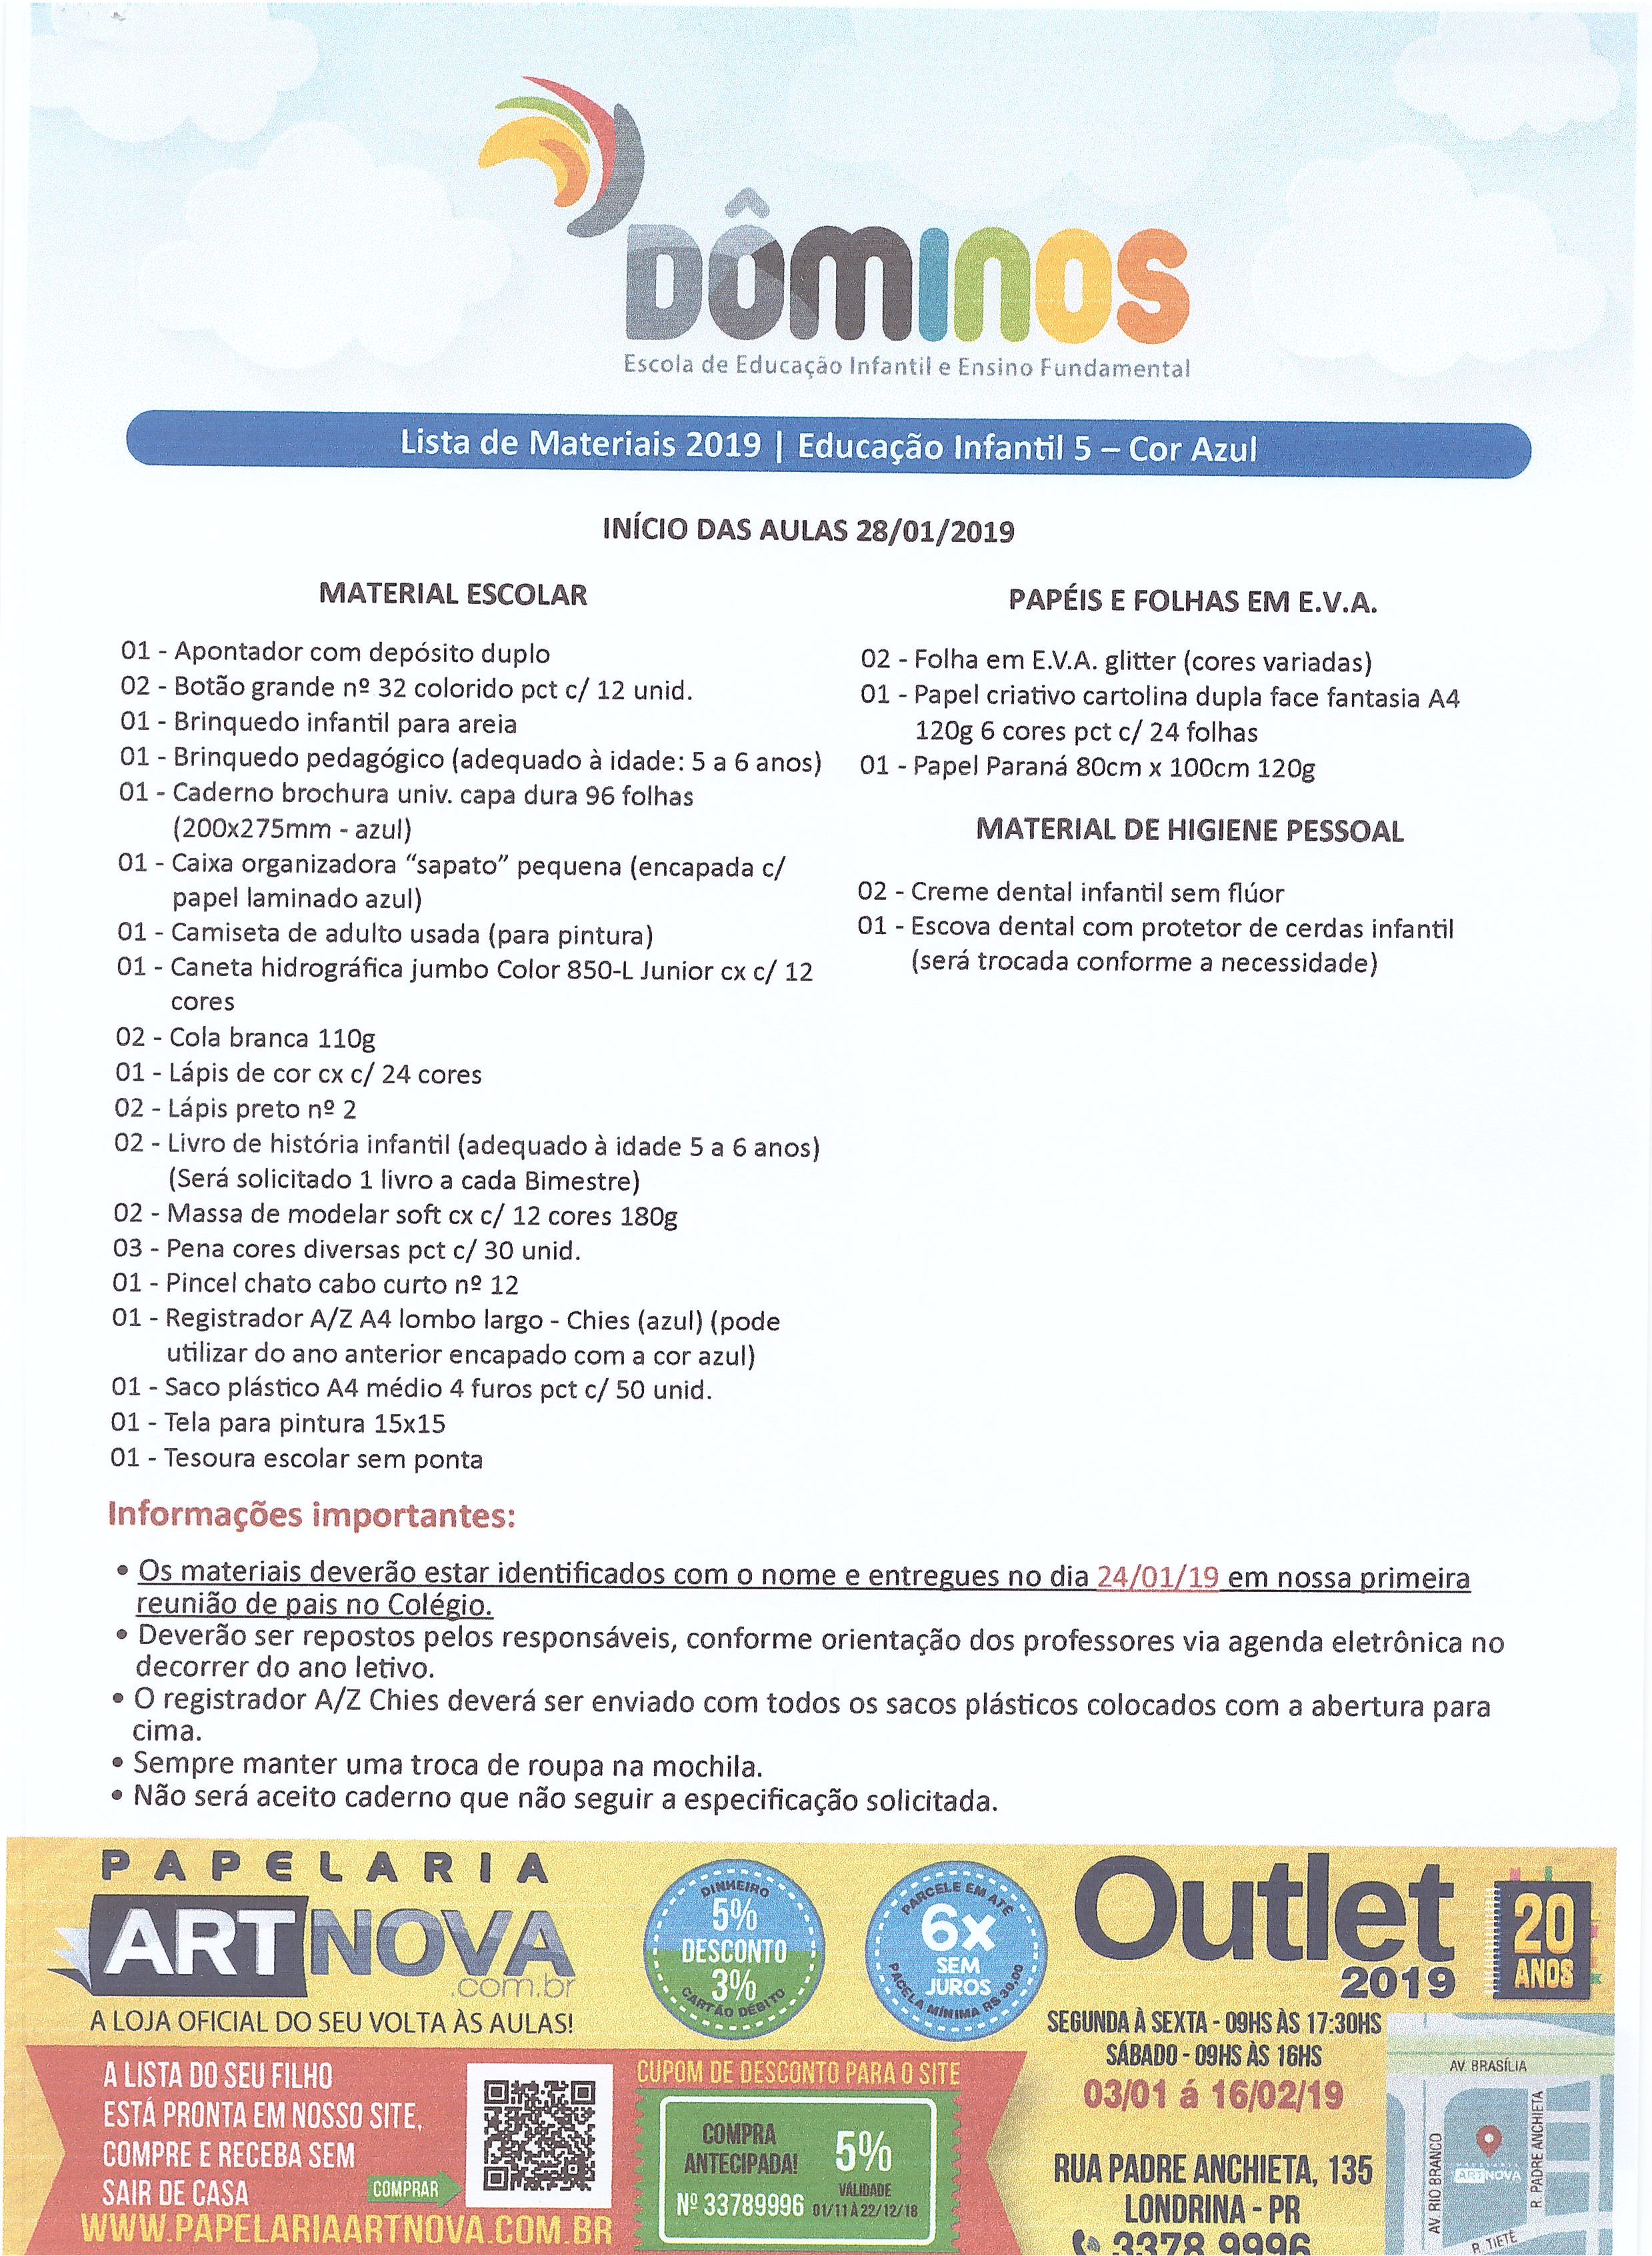 DÔMINOS
Escola de Educação Infantil e Ensino Fundamental
Lista de Materiais 2019 | Educação Infantil 5 – Cor Azul
INÍCIO DAS AULAS 28/01/2019
MATERIAL ESCOLAR
01 - Apontador com depósito duplo
02 - Botão grande nº 32 colorido pct c/ 12 unid.
01 - Brinquedo infantil para areia
01 - Brinquedo pedagógico (adequado à idade: 5 a 6 anos)
01 - Caderno brochura univ. capa dura 96 folhas
(200x275mm - azul)
01 - Caixa organizadora “sapato” pequena (encapada c/
papel laminado azul)
01 - Camiseta de adulto usada (para pintura)
01 - Caneta hidrográfica jumbo Color 850-L Junior cx c/ 12
cores
02 - Cola branca 110g
01 - Lápis de cor cx c/ 24 cores
02 - Lápis preto nº 2
02 - Livro de história infantil (adequado à idade 5 a 6 anos)
(Será solicitado 1 livro a cada Bimestre)
02 - Massa de modelar soft cx c/ 12 cores 180g
03 - Pena cores diversas pct c/ 30 unid.
01 - Pincel chato cabo curto nº 12
01 - Registrador A/Z A4 lombo largo - Chies (azul) (pode
utilizar do ano anterior encapado com a cor azul)
01 - Saco plástico A4 médio 4 furos pct c/ 50 unid.
01 - Tela para pintura 15x15
01 - Tesoura escolar sem ponta
PAPÉIS E FOLHAS EM E.V.A.
02 - Folha em E.V.A. glitter (cores variadas)
01 - Papel criativo cartolina dupla face fantasia A4
120g 6 cores pct c/ 24 folhas
01 - Papel Paraná 80cm x 100cm 120g
MATERIAL DE HIGIENE PESSOAL
02 - Creme dental infantil sem flúor
01 - Escova dental com protetor de cerdas infantil
(será trocada conforme a necessidade)
Informações importantes:
• Os materiais deverão estar identificados com o nome e entregues no dia 24/01/19 em nossa primeira
reunião de pais no Colégio.
• Deverão ser repostos pelos responsáveis, conforme orientação dos professores via agenda eletrônica no
decorrer do ano letivo.
• O registrador A/Z Chies deverá ser enviado com todos os sacos plásticos colocados com a abertura para
cima.
• Sempre manter uma troca de roupa na mochila.
• Não será aceito caderno que não seguir a especificação solicitada.
PAPELARIA
ARTNOVA
.com.br
A LOJA OFICIAL DO SEU VOLTA ÀS AULAS!
DINHEIRO
5%
DESCONTO
3%
CARTÃO DÉBITO
PARCELE EM ATÉ
6x
SEM
JUROS
PACELA MÍNIMA R$ 30,00
Outlet
2019
20
ANOS
SEGUNDA À SEXTA - 09HS ÀS 17:30HS
SÁBADO - 09HS ÀS 16HS
03/01 á 16/02/19
RUA PADRE ANCHIETA, 135
LONDRINA - PR
3378 9996
A LISTA DO SEU FILHO
ESTÁ PRONTA EM NOSSO SITE,
COMPRE E RECEBA SEM
SAIR DE CASA
COMPRAR
WWW.PAPELARIAARTNOVA.COM.BR
CUPOM DE DESCONTO PARA O SITE
COMPRA
ANTECIPADA!
5%
Nº 33789996
VÁLIDADE
01/11 À 22/12/18
AV. BRASÍLIA
AV. RIO BRANCO
R. PADRE ANCHIETA
PAPELARIA
ARTNOVA
R. TIETÊ